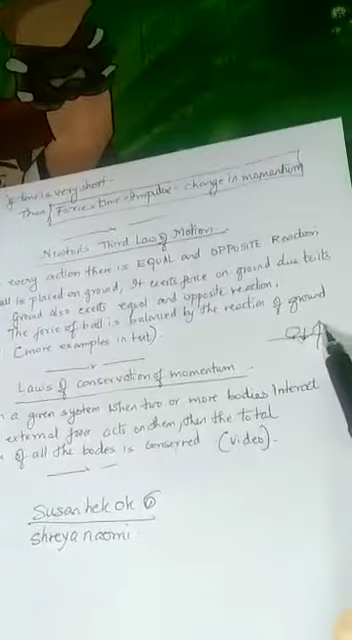 If time is very short.
Then Force x time = Impulse = change in momentum
Newton's Third Law of Motion
every action there is EQUAL and OPPOSITE Reaction
all is placed on ground, It exerts force on ground due to its
ground also exerts equal and opposite reaction.
The force of ball is balanced by the reaction of ground
(more examples in text)
Laws of conservation of momentum
n a given system when two or more bodies Interact
external force acts on them, then the total
of all the bodies is conserved (video).
Susan hek ok
Shreya naomi